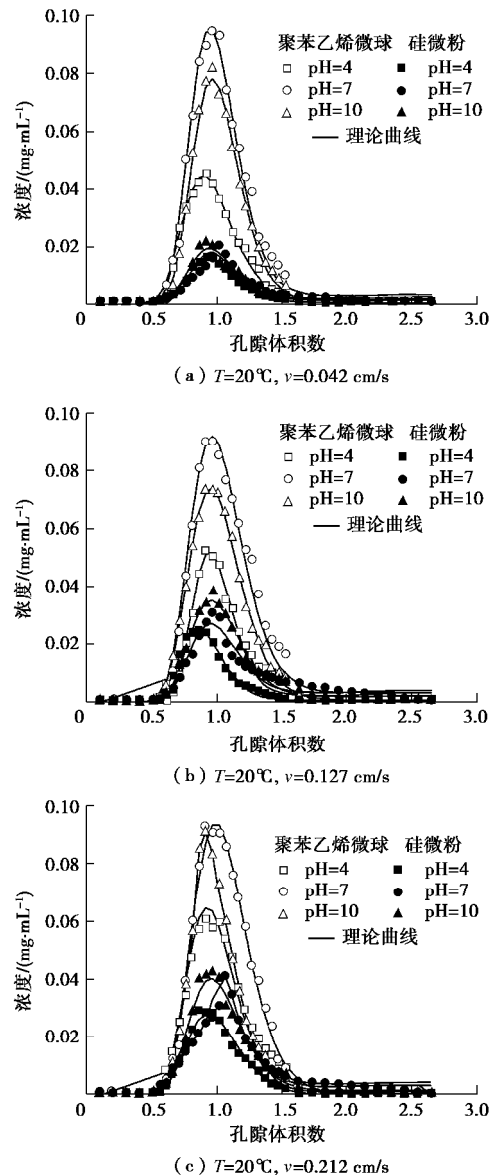 0.10
0.08
0.06
0.04
0.02
浓度/(mg·mL⁻¹)
聚苯乙烯微球 硅微粉
□ pH=4 ■ pH=4
○ pH=7 ● pH=7
△ pH=10 ▲ pH=10
— 理论曲线
0 0.5 1.0 1.5 2.0 2.5 3.0
孔隙体积数
(a) T=20℃, v=0.042 cm/s
0.10
0.08
0.06
0.04
0.02
浓度/(mg·mL⁻¹)
聚苯乙烯微球 硅微粉
□ pH=4 ■ pH=4
○ pH=7 ● pH=7
△ pH=10 ▲ pH=10
— 理论曲线
0 0.5 1.0 1.5 2.0 2.5 3.0
孔隙体积数
(b) T=20℃, v=0.127 cm/s
0.10
0.08
0.06
0.04
0.02
浓度/(mg·mL⁻¹)
聚苯乙烯微球 硅微粉
□ pH=4 ■ pH=4
○ pH=7 ● pH=7
△ pH=10 ▲ pH=10
— 理论曲线
0 0.5 1.0 1.5 2.0 2.5 3.0
孔隙体积数
(c) T=20℃, v=0.212 cm/s